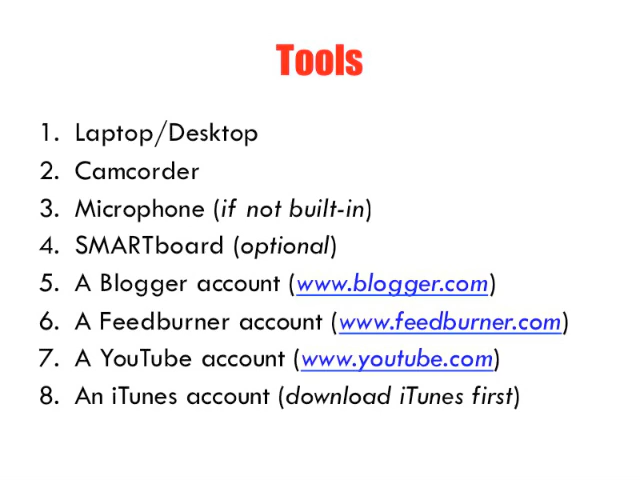 Tools
1. Laptop/Desktop
2. Camcorder
3. Microphone (if not built-in)
4. SMARTboard (optional)
5. A Blogger account (www.blogger.com)
6. A Feedburner account (www.feedburner.com)
7. A YouTube account (www.youtube.com)
8. An iTunes account (download iTunes first)